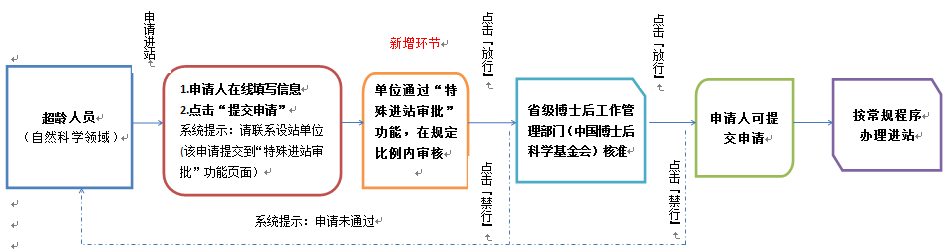 超龄人员
（自然科学领域）
申请进站
1.申请人在线填写信息
2.点击“提交申请”
系统提示：请联系设站单位
(该申请提交到“特殊进站审
批”功能页面）
新增环节
单位通过“特
殊进站审批”
功能，在规定
比例内审核
点击『放行』
点击『禁行』
省级博士后工作管
理部门（中国博士后
科学基金会）核准
点击『放行』
点击『禁行』
申请人可提
交申请
按常规程序
办理进站
系统提示：申请未通过